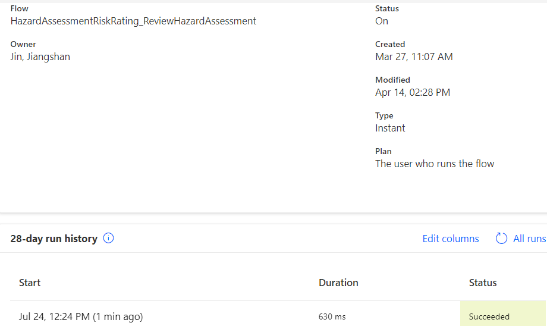 Flow
HazardAssessmentRiskRating_ReviewHazardAssessment
Owner
Jin, Jiangshan
Status
On
Created
Mar 27, 11:07 AM
Modified
Apr 14, 02:28 PM
Type
Instant
Plan
The user who runs the flow
28-day run history
Edit columns
All runs
Start Duration Status
Jul 24, 12:24 PM (1 min ago) 630 ms Succeeded